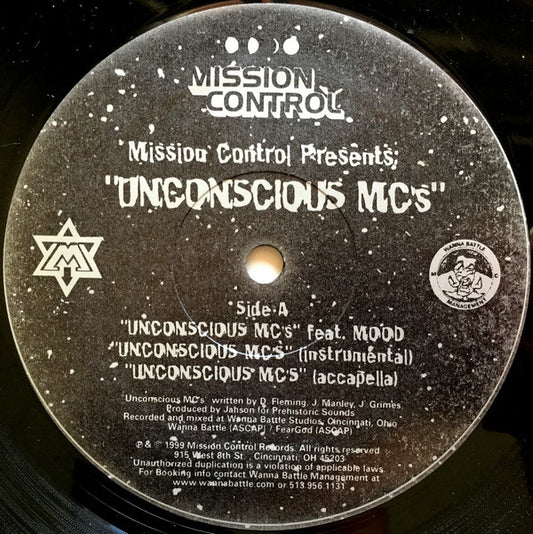 MISSION
CONTROL
Mission Control Presents;
"UNCONSCIOUS MC's"
M
WANNA BATTLE
M C
MANAGEMENT
Side A
"UNCONSCIOUS MC's" feat. MOOD
"UNCONSCIOUS MC'S" (instrumental)
"UNCONSCIOUS MC'S" (accapella)
"Unconscious MC's" written by D. Fleming, J. Manley, J. Grimes
Produced by Jahson for Prehistoric Sounds
Recorded and mixed at Wanna Battle Studios, Cincinnati, Ohio
Wanna Battle (ASCAP) / FearGod (ASCAP)
℗ & © 1999 Mission Control Records. All rights reserved
915 West 8th St. Cincinnati, OH 45203
Unauthorized duplication is a violation of applicable laws.
For Booking info contact Wanna Battle Management at
www.wannabattle.com or 513.956.1131